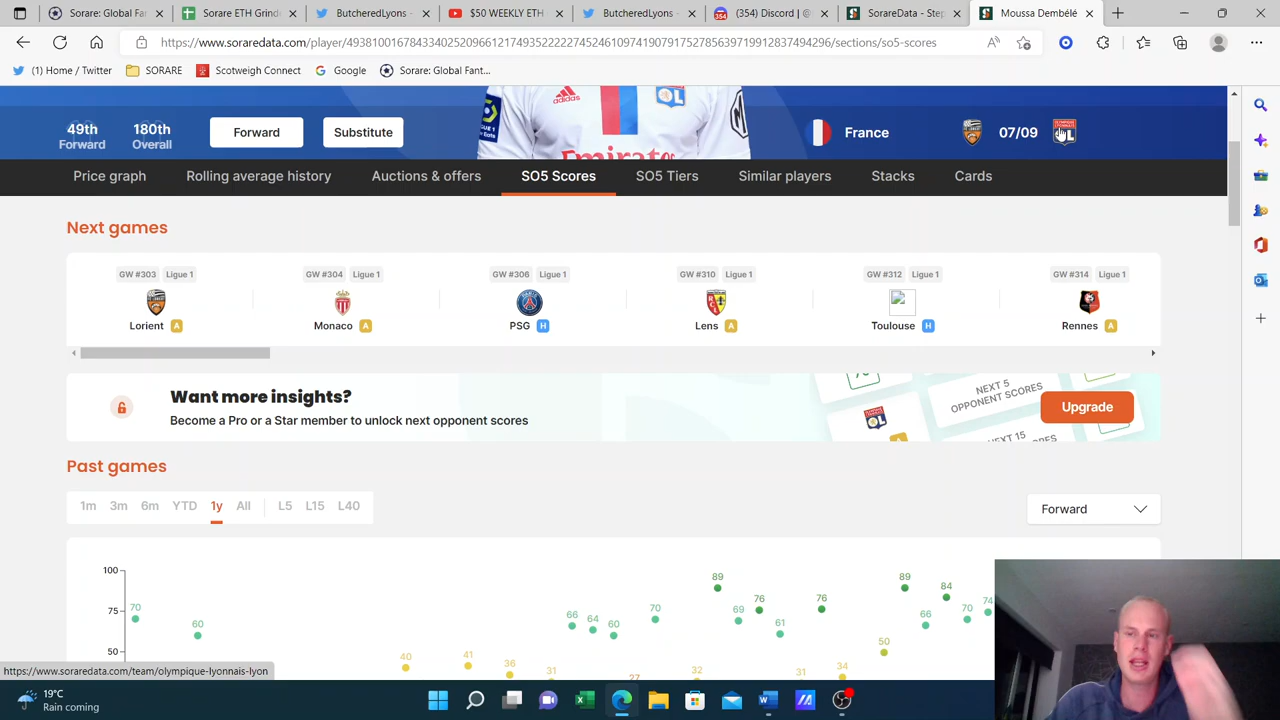 Sorare: Global Fan
Sorare ETH Grind
ButcheredLyons -
$50 WEEKLY ETH
ButcheredLyons -
(354) Discord | @
SorareData - Step
Moussa Dembélé
https://www.soraredata.com/player/49381001678433402520966121749352222274524610974190791752785639719912837494296/sections/so5-scores
(1) Home / Twitter
SORARE
Scotweigh Connect
Google
Sorare: Global Fant...
49th
Forward
180th
Overall
Forward
Substitute
adidas
Emirates
France
07/09
Price graph
Rolling average history
Auctions & offers
SO5 Scores
SO5 Tiers
Similar players
Stacks
Cards
Next games
GW #303 Ligue 1
GW #304 Ligue 1
GW #306 Ligue 1
GW #310 Ligue 1
GW #312 Ligue 1
GW #314 Ligue 1
Lorient A
Monaco A
PSG H
Lens A
Toulouse H
Rennes A
Want more insights?
Become a Pro or a Star member to unlock next opponent scores
NEXT 5
OPPONENT SCORES
NEXT 15
Upgrade
Past games
1m 3m 6m YTD 1y All L5 L15 L40
Forward
100
75
50
70
60
40
41
36
31
66
64
60
27
70
32
89
69
76
61
31
76
34
50
89
66
84
70
74
https://www.soraredata.com/team/olympique-lyonnais-lyon
19°C
Rain coming